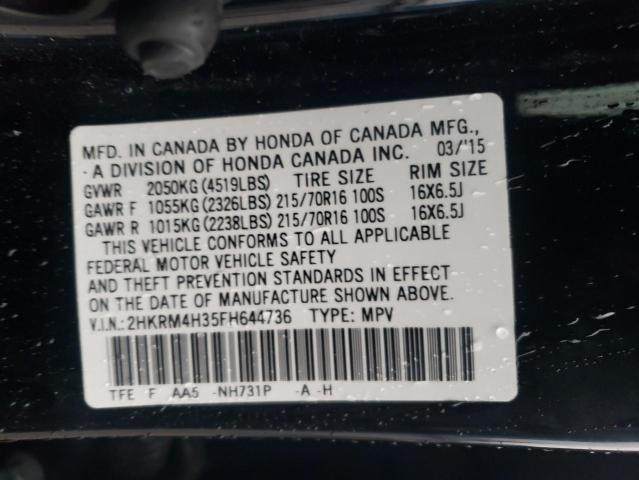 MFD. IN CANADA BY HONDA OF CANADA MFG.,
A DIVISION OF HONDA CANADA INC. 03/'15
GVWR 2050KG (4519LBS) TIRE SIZE RIM SIZE
GAWR F 1055KG (2326LBS) 215/70R16 100S 16X6.5J
GAWR R 1015KG (2238LBS) 215/70R16 100S 16X6.5J
THIS VEHICLE CONFORMS TO ALL APPLICABLE
FEDERAL MOTOR VEHICLE SAFETY
AND THEFT PREVENTION STANDARDS IN EFFECT
ON THE DATE OF MANUFACTURE SHOWN ABOVE.
V.I.N.: 2HKRM4H35FH644736 TYPE: MPV
TFE F AA5 -NH731P -A -H